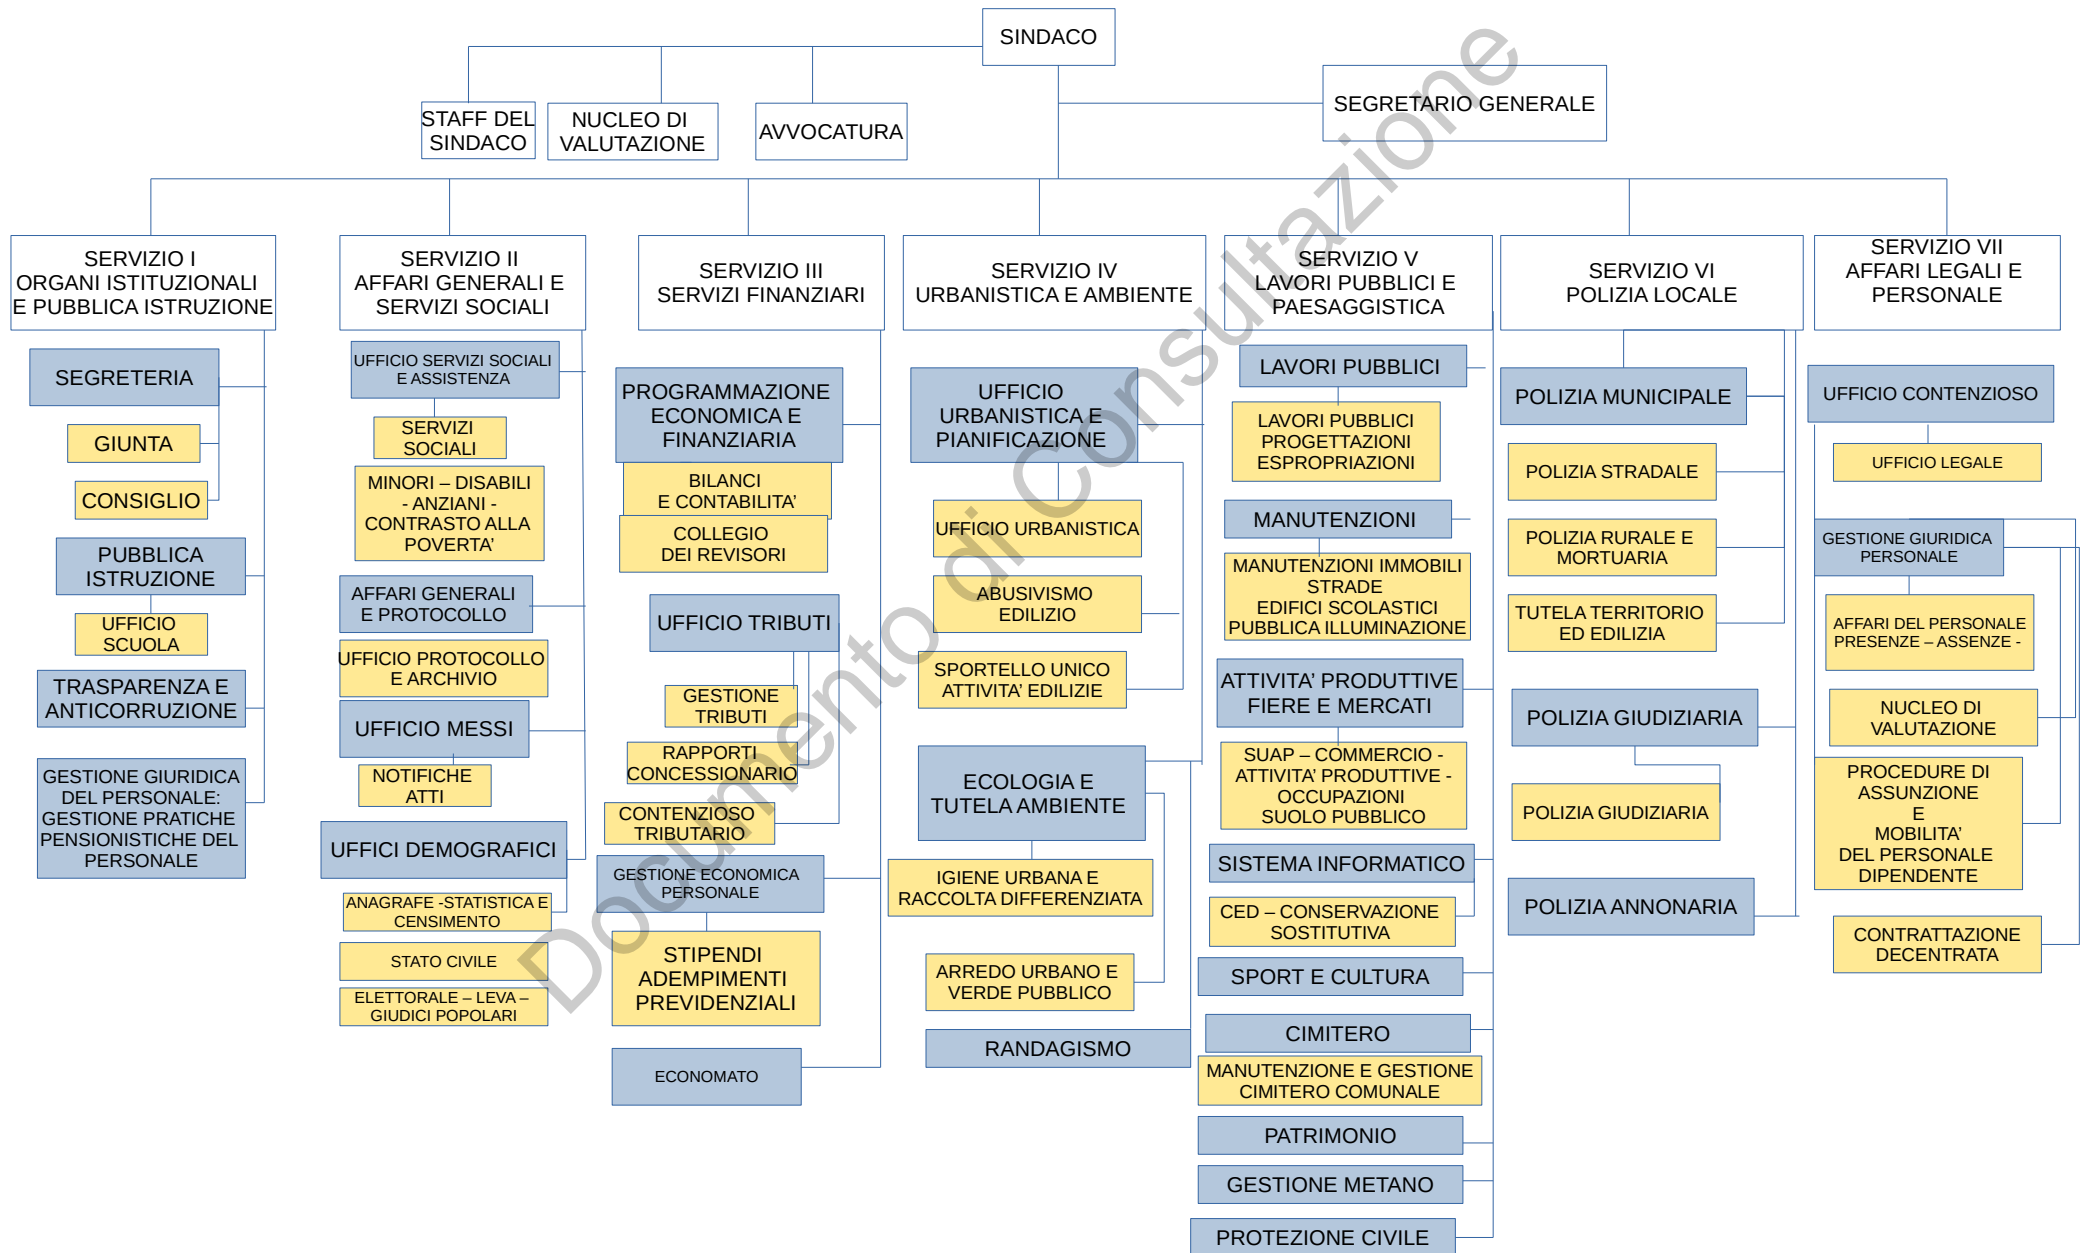 SINDACO
SEGRETARIO GENERALE
STAFF DEL
SINDACO
NUCLEO DI
VALUTAZIONE
AVVOCATURA
SERVIZIO I
ORGANI ISTITUZIONALI
E PUBBLICA ISTRUZIONE
SEGRETERIA
GIUNTA
CONSIGLIO
PUBBLICA
ISTRUZIONE
UFFICIO
SCUOLA
TRASPARENZA E
ANTICORRUZIONE
GESTIONE GIURIDICA
DEL PERSONALE:
GESTIONE PRATICHE
PENSIONISTICHE DEL
PERSONALE
SERVIZIO II
AFFARI GENERALI E
SERVIZI SOCIALI
UFFICIO SERVIZI SOCIALI
E ASSISTENZA
SERVIZI
SOCIALI
MINORI – DISABILI
- ANZIANI -
CONTRASTO ALLA
POVERTA’
AFFARI GENERALI
E PROTOCOLLO
UFFICIO PROTOCOLLO
E ARCHIVIO
UFFICIO MESSI
NOTIFICHE
ATTI
UFFICI DEMOGRAFICI
ANAGRAFE -STATISTICA E
CENSIMENTO
STATO CIVILE
ELETTORALE – LEVA –
GIUDICI POPOLARI
SERVIZIO III
SERVIZI FINANZIARI
PROGRAMMAZIONE
ECONOMICA E
FINANZIARIA
BILANCI
E CONTABILITA’
COLLEGIO
DEI REVISORI
UFFICIO TRIBUTI
GESTIONE
TRIBUTI
RAPPORTI
CONCESSIONARIO
CONTENZIOSO
TRIBUTARIO
GESTIONE ECONOMICA
PERSONALE
STIPENDI
ADEMPIMENTI
PREVIDENZIALI
ECONOMATO
SERVIZIO IV
URBANISTICA E AMBIENTE
UFFICIO
URBANISTICA E
PIANIFICAZIONE
UFFICIO URBANISTICA
ABUSIVISMO
EDILIZIO
SPORTELLO UNICO
ATTIVITA’ EDILIZIE
ECOLOGIA E
TUTELA AMBIENTE
IGIENE URBANA E
RACCOLTA DIFFERENZIATA
ARREDO URBANO E
VERDE PUBBLICO
RANDAGISMO
SERVIZIO V
LAVORI PUBBLICI E
PAESAGGISTICA
LAVORI PUBBLICI
LAVORI PUBBLICI
PROGETTAZIONI
ESPROPRIAZIONI
MANUTENZIONI
MANUTENZIONI IMMOBILI
STRADE
EDIFICI SCOLASTICI
PUBBLICA ILLUMINAZIONE
ATTIVITA’ PRODUTTIVE
FIERE E MERCATI
SUAP – COMMERCIO -
ATTIVITA’ PRODUTTIVE -
OCCUPAZIONI
SUOLO PUBBLICO
SISTEMA INFORMATICO
CED – CONSERVAZIONE
SOSTITUTIVA
SPORT E CULTURA
CIMITERO
MANUTENZIONE E GESTIONE
CIMITERO COMUNALE
PATRIMONIO
GESTIONE METANO
PROTEZIONE CIVILE
SERVIZIO VI
POLIZIA LOCALE
POLIZIA MUNICIPALE
POLIZIA STRADALE
POLIZIA RURALE E
MORTUARIA
TUTELA TERRITORIO
ED EDILIZIA
POLIZIA GIUDIZIARIA
POLIZIA GIUDIZIARIA
POLIZIA ANNONARIA
SERVIZIO VII
AFFARI LEGALI E
PERSONALE
UFFICIO CONTENZIOSO
UFFICIO LEGALE
GESTIONE GIURIDICA
PERSONALE
AFFARI DEL PERSONALE
PRESENZE – ASSENZE -
NUCLEO DI
VALUTAZIONE
PROCEDURE DI
ASSUNZIONE
E
MOBILITA’
DEL PERSONALE
DIPENDENTE
CONTRATTAZIONE
DECENTRATA
Documento di Consultazione